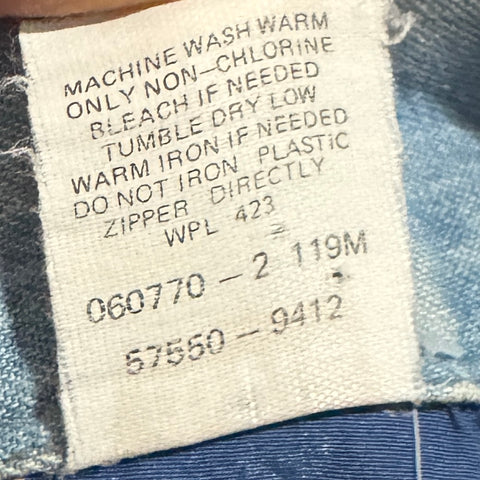 MACHINE WASH WARM
ONLY NON-CHLORINE
BLEACH IF NEEDED
TUMBLE DRY LOW
WARM IRON IF NEEDED
DO NOT IRON PLASTIC
ZIPPER DIRECTLY
WPL 423
060770-2 119M
57550-9412